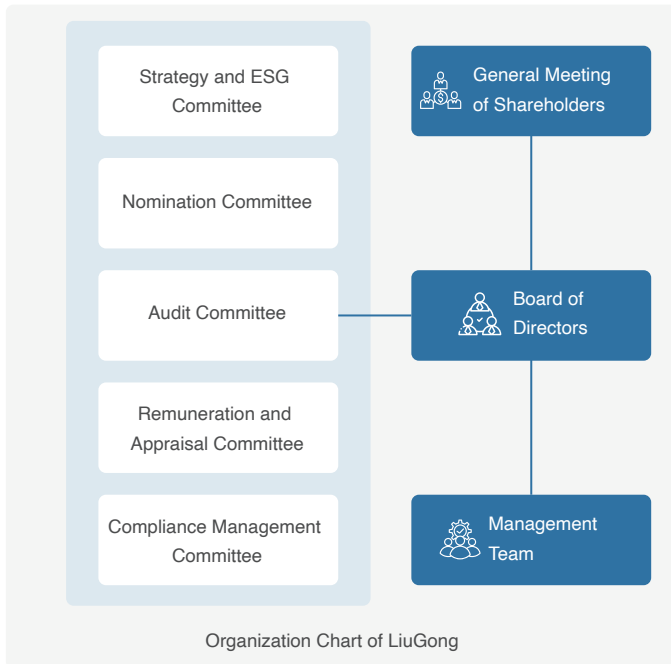 Strategy and ESG
Committee
Nomination Committee
Audit Committee
Remuneration and
Appraisal Committee
Compliance Management
Committee
General Meeting
of Shareholders
Board of
Directors
Management
Team
Organization Chart of LiuGong